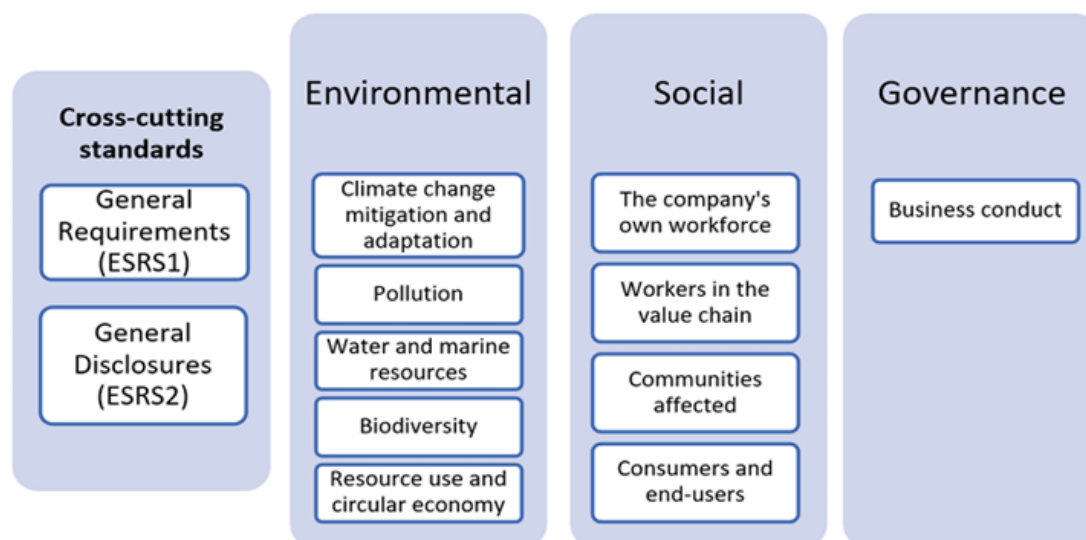 Cross-cutting
standards
General
Requirements
(ESRS1)
General
Disclosures
(ESRS2)
Environmental
Climate change
mitigation and
adaptation
Pollution
Water and marine
resources
Biodiversity
Resource use and
circular economy
Social
The company's
own workforce
Workers in the
value chain
Communities
affected
Consumers and
end-users
Governance
Business conduct